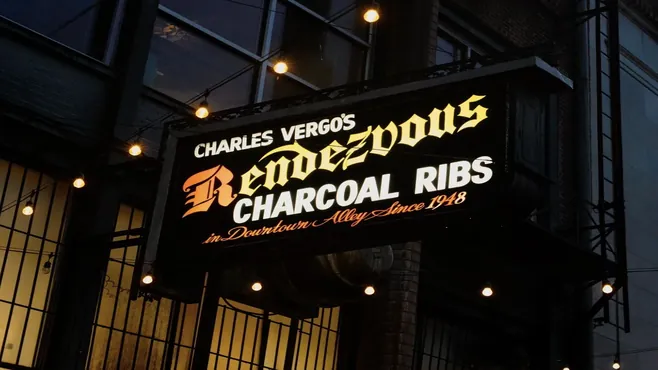 CHARLES VERGO'S
Rendezvous
CHARCOAL RIBS
in Downtown Alley Since 1948